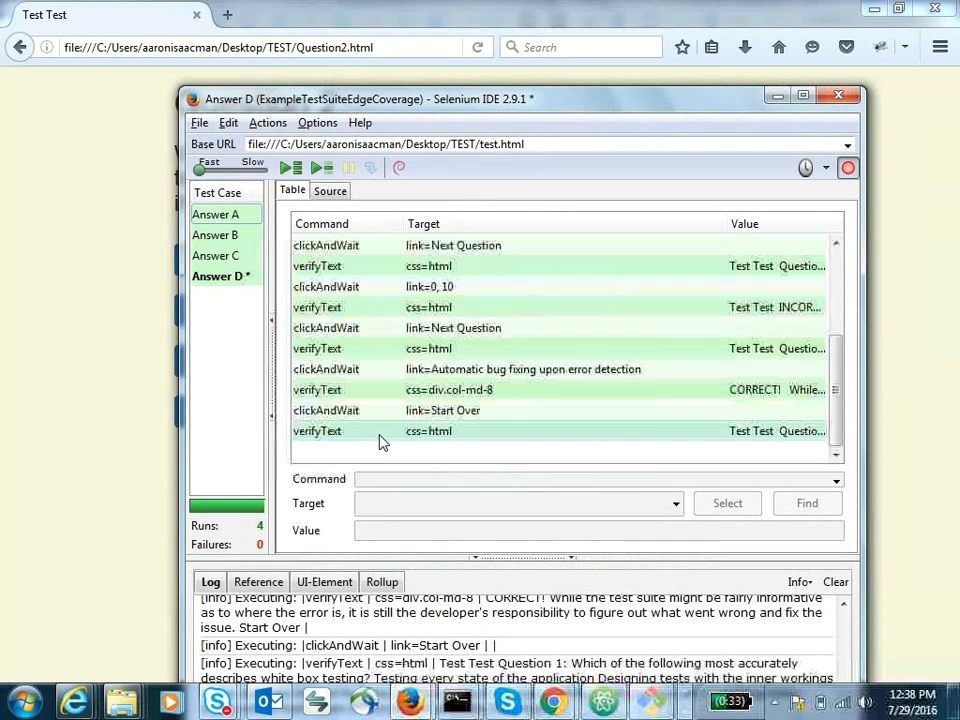 Test Test
file:///C:/Users/aaronisaacman/Desktop/TEST/Question2.html
Search
Answer D (ExampleTestSuiteEdgeCoverage) - Selenium IDE 2.9.1 *
File Edit Actions Options Help
Base URL file:///C:/Users/aaronisaacman/Desktop/TEST/test.html
Fast Slow
Test Case
Table Source
Answer A
Answer B
Answer C
Answer D *
Command Target Value
clickAndWait link=Next Question
verifyText css=html Test Test Questio...
clickAndWait link=0, 10
verifyText css=html Test Test INCOR...
clickAndWait link=Next Question
verifyText css=html Test Test Questio...
clickAndWait link=Automatic bug fixing upon error detection
verifyText css=div.col-md-8 CORRECT! While...
clickAndWait link=Start Over
verifyText css=html Test Test Questio...
Command
Target Select Find
Value
Runs: 4
Failures: 0
Log Reference UI-Element Rollup Info Clear
[info] Executing: |verifyText | css=div.col-md-8 | CORRECT! While the test suite might be fairly informative
as to where the error is, it is still the developer's responsibility to figure out what went wrong and fix the
issue. Start Over |
[info] Executing: |clickAndWait | link=Start Over | |
[info] Executing: |verifyText | css=html | Test Test Question 1: Which of the following most accurately
describes white box testing? Testing every state of the application Designing tests with the inner workings
(0:33)
12:38 PM
7/29/2016